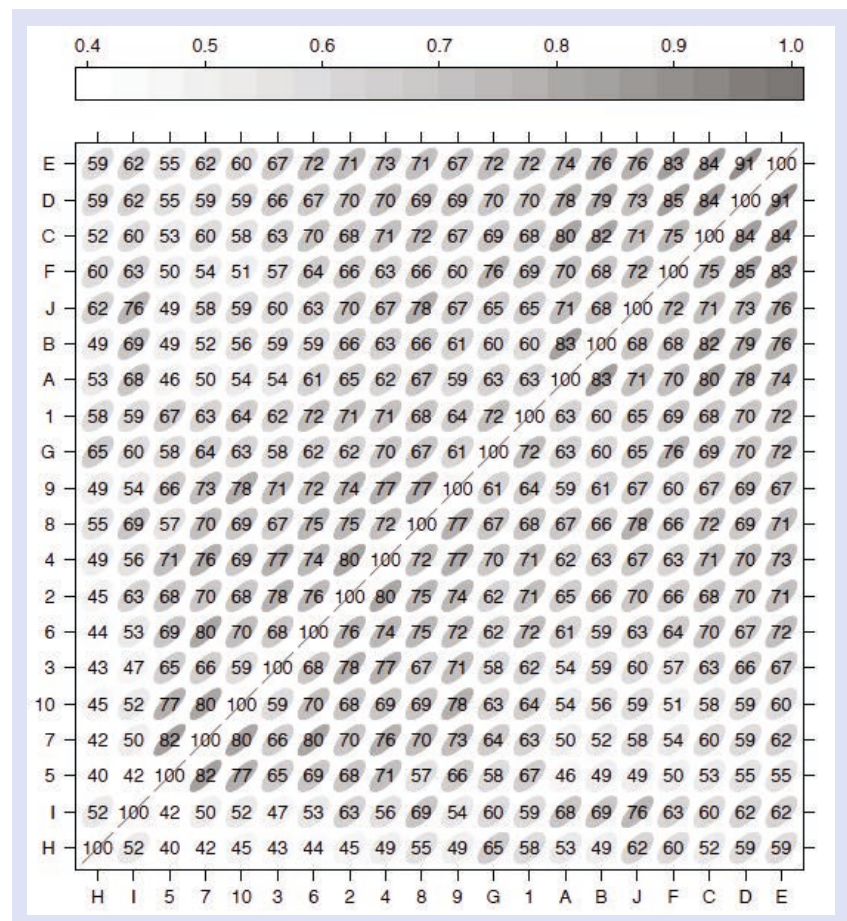 0.4 0.5 0.6 0.7 0.8 0.9 1.0
E 59 62 55 62 60 67 72 71 73 71 67 72 72 74 76 76 83 84 91 100
D 59 62 55 59 59 66 67 70 70 69 69 70 70 78 79 73 85 84 100 91
C 52 60 53 60 58 63 70 68 71 72 67 69 68 80 82 71 75 100 84 84
F 60 63 50 54 51 57 64 66 63 66 60 76 69 70 68 72 100 75 85 83
J 62 76 49 58 59 60 63 70 67 78 67 65 65 71 68 100 72 71 73 76
B 49 69 49 52 56 59 59 66 63 66 61 60 60 83 100 68 68 82 79 76
A 53 68 46 50 54 54 61 65 62 67 59 63 63 100 83 71 70 80 78 74
1 58 59 67 63 64 62 72 71 71 68 64 72 100 63 60 65 69 68 70 72
G 65 60 58 64 63 58 62 62 70 67 61 100 72 63 60 65 76 69 70 72
9 49 54 66 73 78 71 72 74 77 77 100 61 64 59 61 67 60 67 69 67
8 55 69 57 70 69 67 75 75 72 100 77 67 68 67 66 78 66 72 69 71
4 49 56 71 76 69 77 74 80 100 72 77 70 71 62 63 67 63 71 70 73
2 45 63 68 70 68 78 76 100 80 75 74 62 71 65 66 70 66 68 70 71
6 44 53 69 80 70 68 100 76 74 75 72 62 72 61 59 63 64 70 67 72
3 43 47 65 66 59 100 68 78 77 67 71 58 62 54 59 60 57 63 66 67
10 45 52 77 80 100 59 70 68 69 69 78 63 64 54 56 59 51 58 59 60
7 42 50 82 100 80 66 80 70 76 70 73 64 63 50 52 58 54 60 59 62
5 40 42 100 82 77 65 69 68 71 57 66 58 67 46 49 49 50 53 55 55
I 52 100 42 50 52 47 53 63 56 69 54 60 59 68 69 76 63 60 62 62
H 100 52 40 42 45 43 44 45 49 55 49 65 58 53 49 62 60 52 59 59
H I 5 7 10 3 6 2 4 8 9 G 1 A B J F C D E